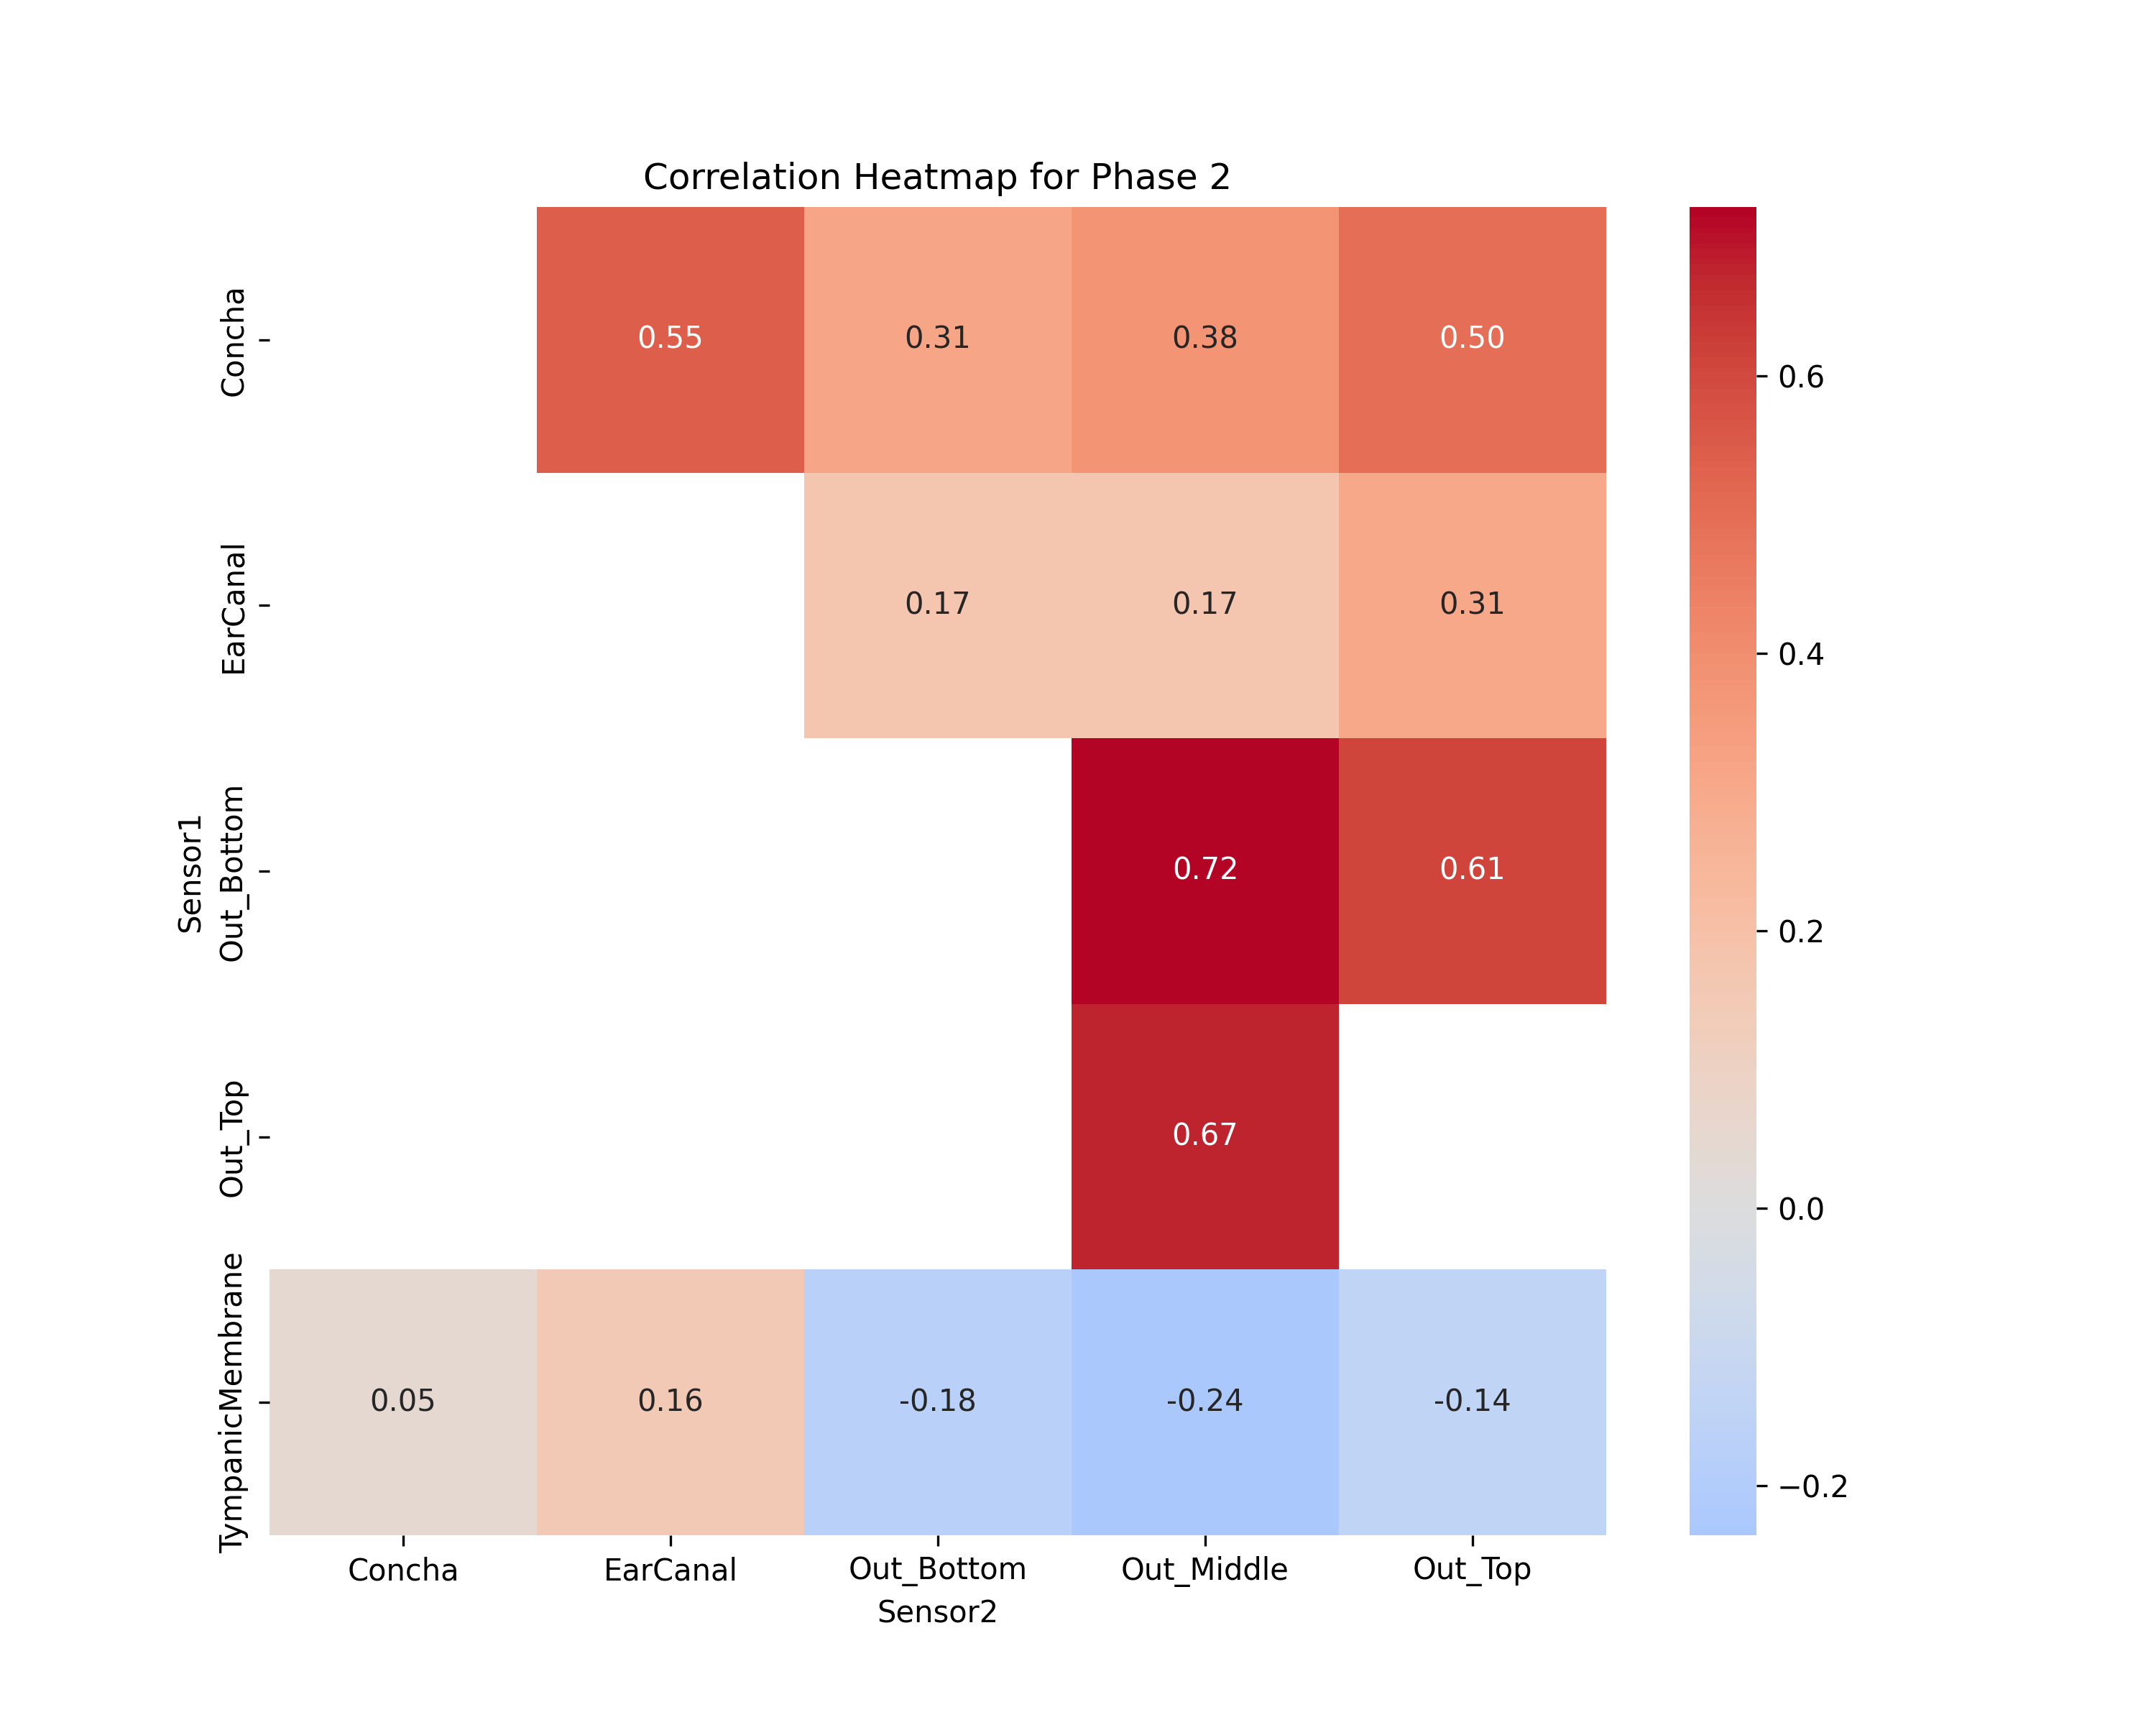 Correlation Heatmap for Phase 2
Sensor1
Concha
0.55 0.31 0.38 0.50
EarCanal
0.17 0.17 0.31
Out_Bottom
0.72 0.61
Out_Top
0.67
TympanicMembrane
0.05 0.16 -0.18 -0.24 -0.14
Concha EarCanal Out_Bottom Out_Middle Out_Top
Sensor2
0.6
0.4
0.2
0.0
−0.2